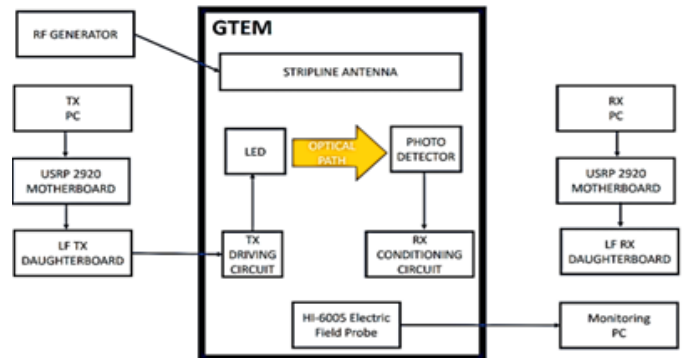 GTEM
RF GENERATOR
STRIPLINE ANTENNA
TX
PC
RX
PC
LED
OPTICAL
PATH
PHOTO
DETECTOR
USRP 2920
MOTHERBOARD
USRP 2920
MOTHERBOARD
LF TX
DAUGHTERBOARD
TX
DRIVING
CIRCUIT
RX
CONDITIONING
CIRCUIT
LF RX
DAUGHTERBOARD
HI-6005 Electric
Field Probe
Monitoring
PC